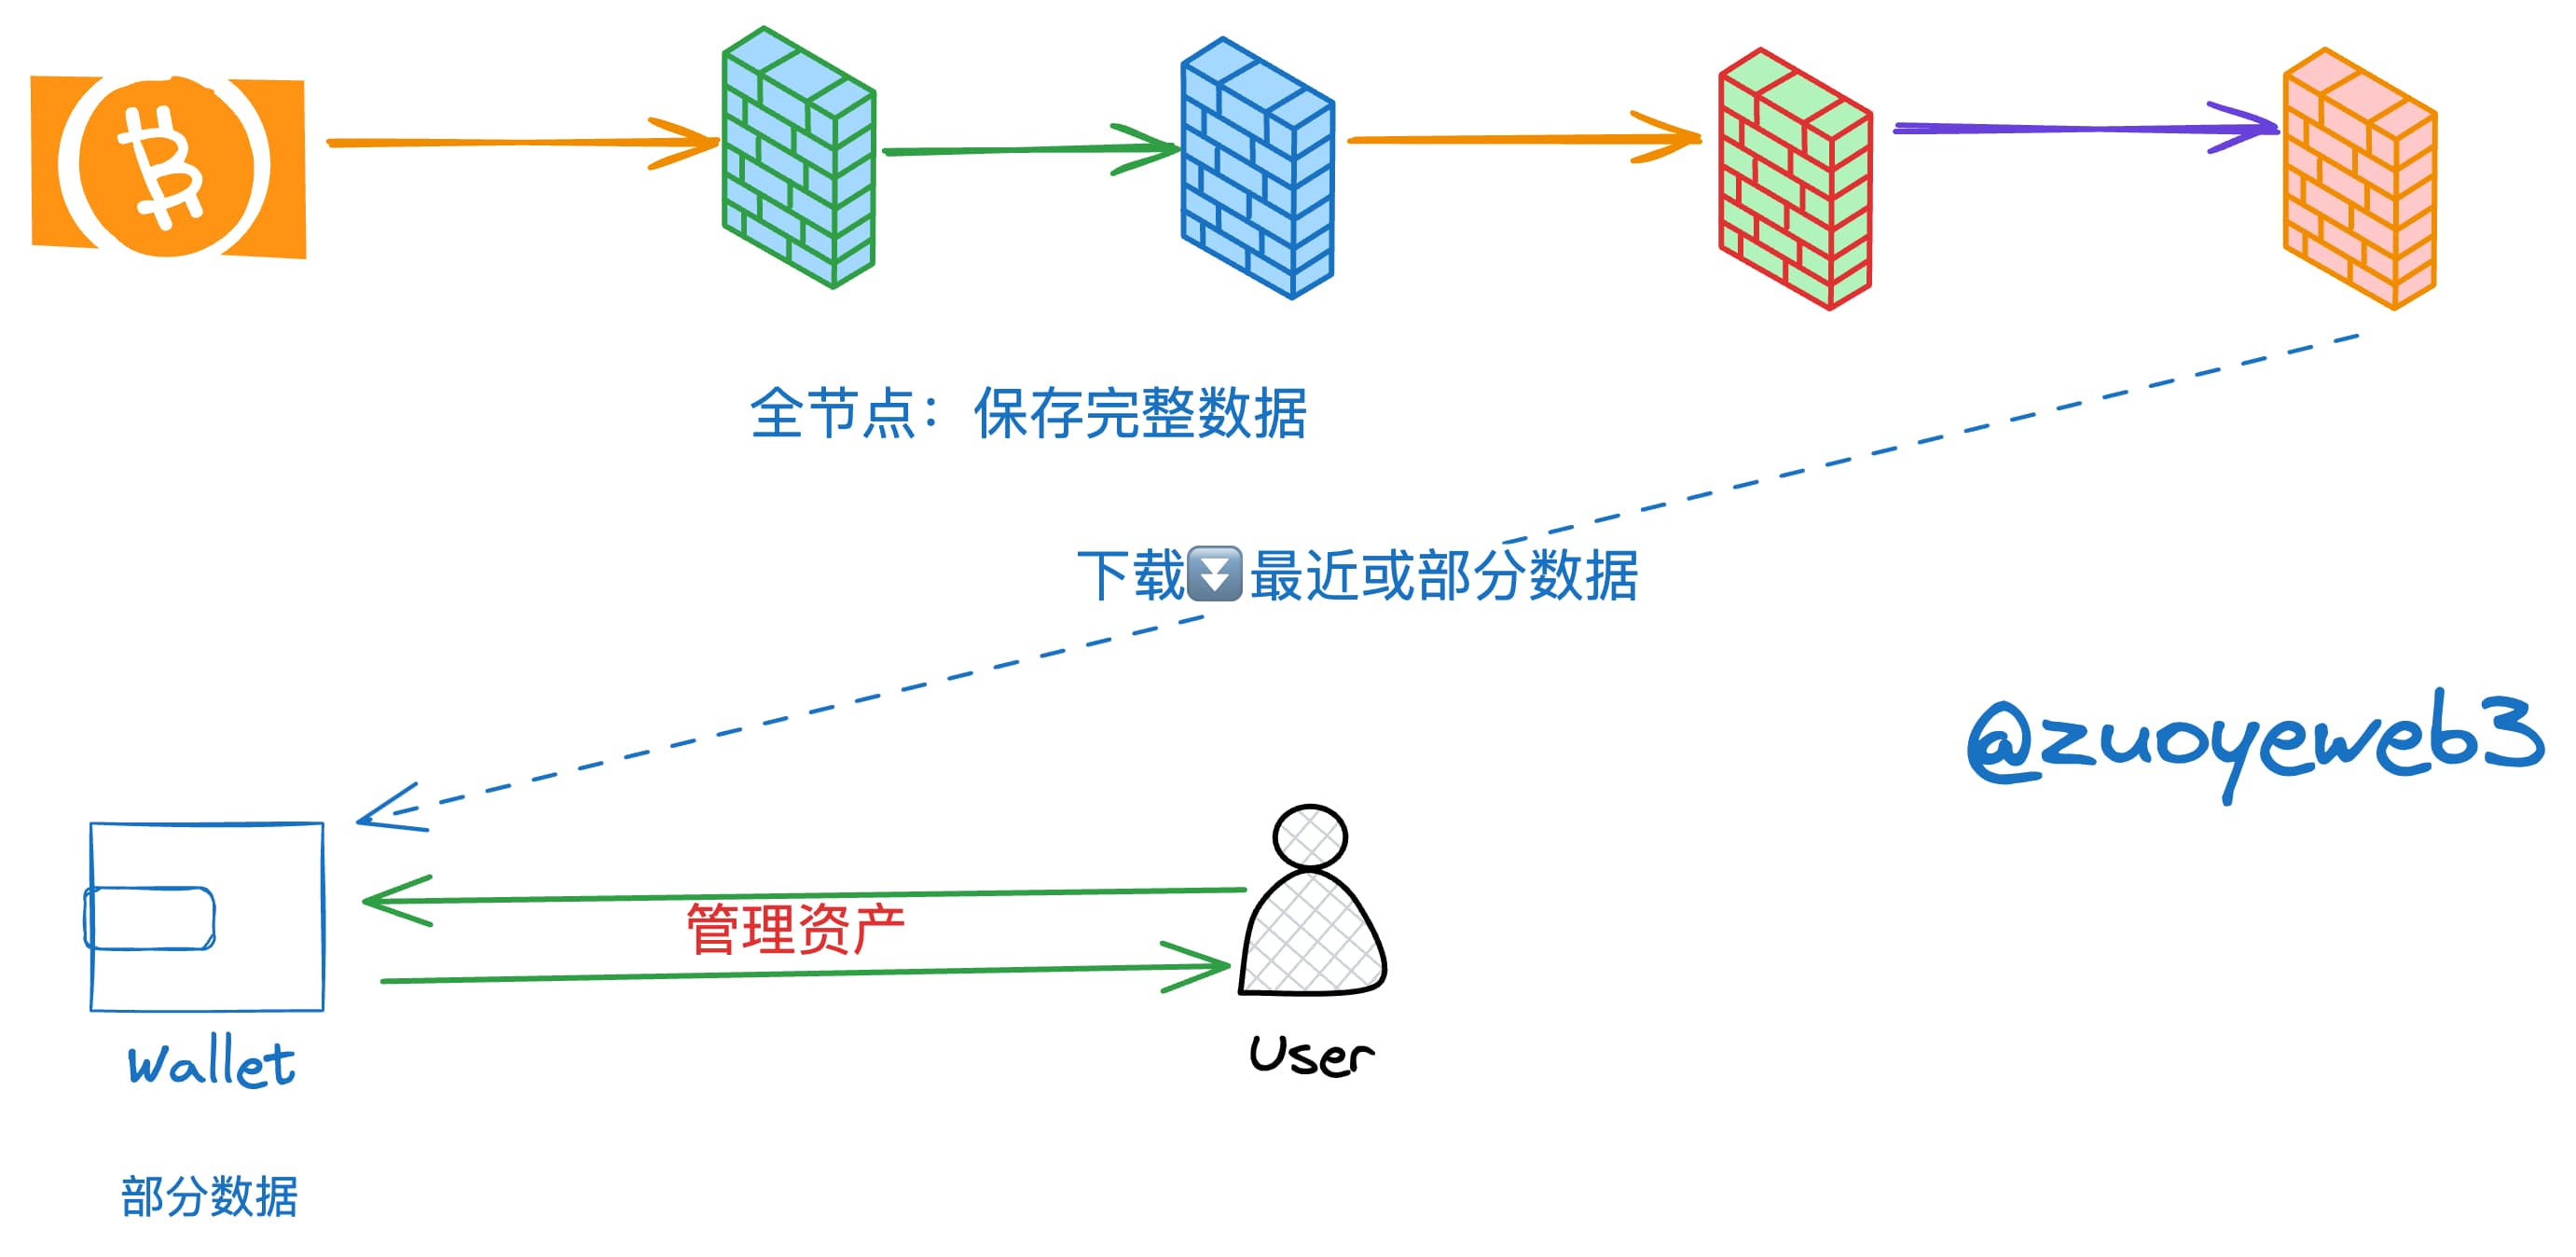 全节点：保存完整数据
下载⏬最近或部分数据
@zuoyeweb3
管理资产
Wallet
User
部分数据